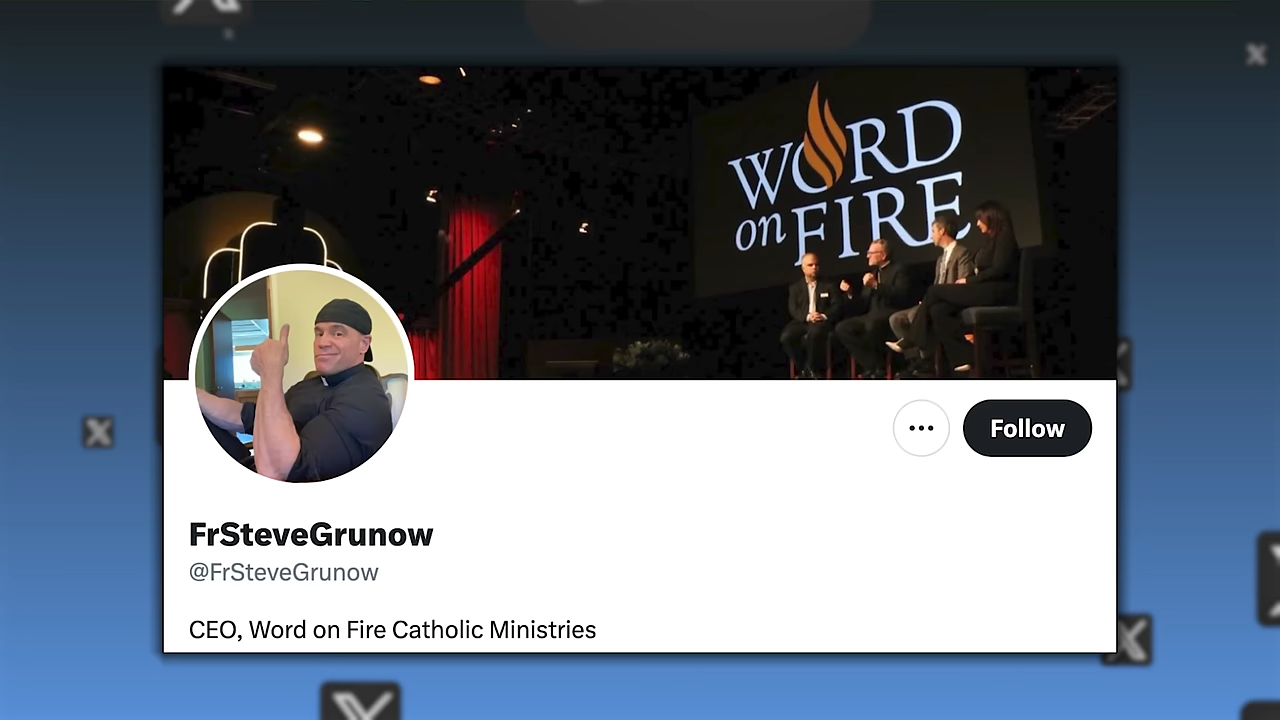 WORD
on FIRE
Follow
FrSteveGrunow
@FrSteveGrunow
CEO, Word on Fire Catholic Ministries